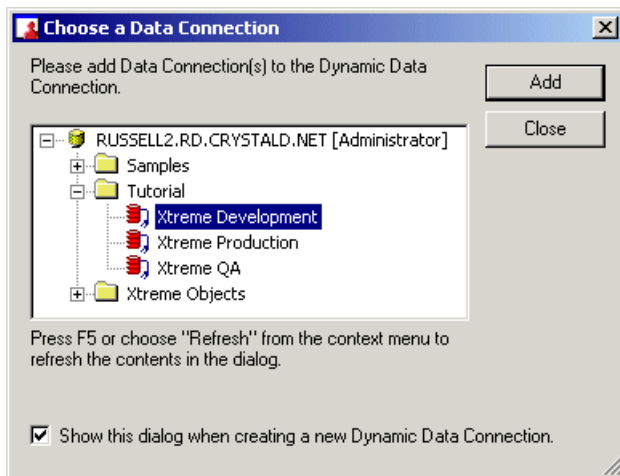 Choose a Data Connection
Please add Data Connection(s) to the Dynamic Data
Connection.
Add
Close
RUSSELL2.RD.CRYSTALD.NET [Administrator]
Samples
Tutorial
Xtreme Development
Xtreme Production
Xtreme QA
Xtreme Objects
Press F5 or choose "Refresh" from the context menu to
refresh the contents in the dialog.
Show this dialog when creating a new Dynamic Data Connection.